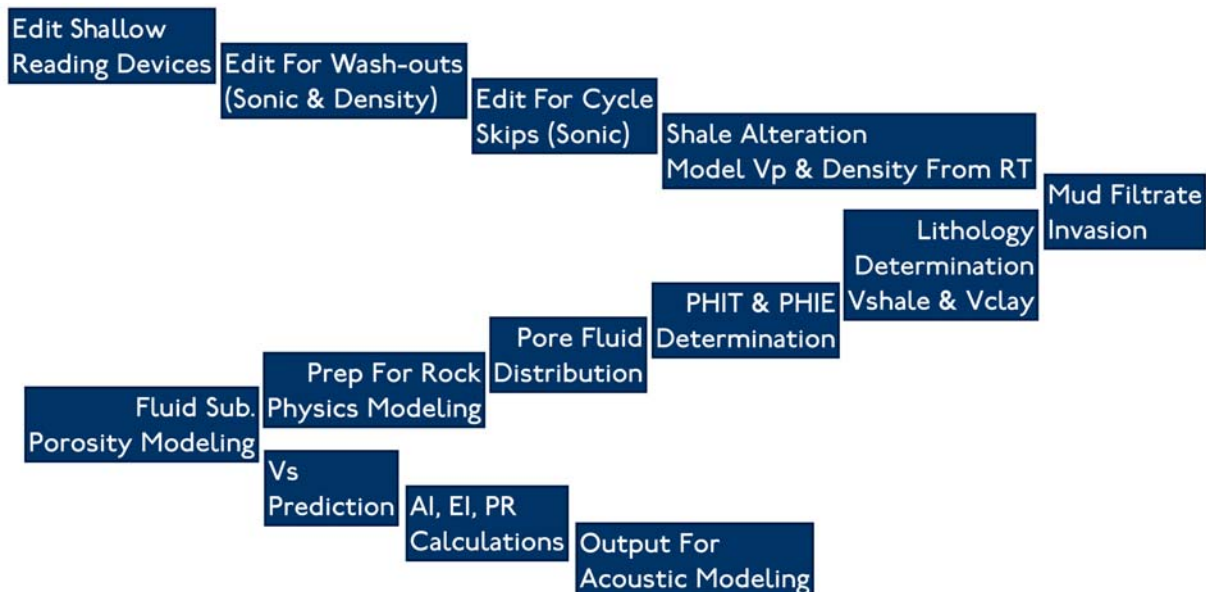 Edit Shallow
Reading Devices
Edit For Wash-outs
(Sonic & Density)
Edit For Cycle
Skips (Sonic)
Shale Alteration
Model Vp & Density From RT
Mud Filtrate
Invasion
Lithology
Determination
Vshale & Vclay
PHIT & PHIE
Determination
Pore Fluid
Distribution
Prep For Rock
Physics Modeling
Fluid Sub.
Porosity Modeling
Vs
Prediction
AI, EI, PR
Calculations
Output For
Acoustic Modeling